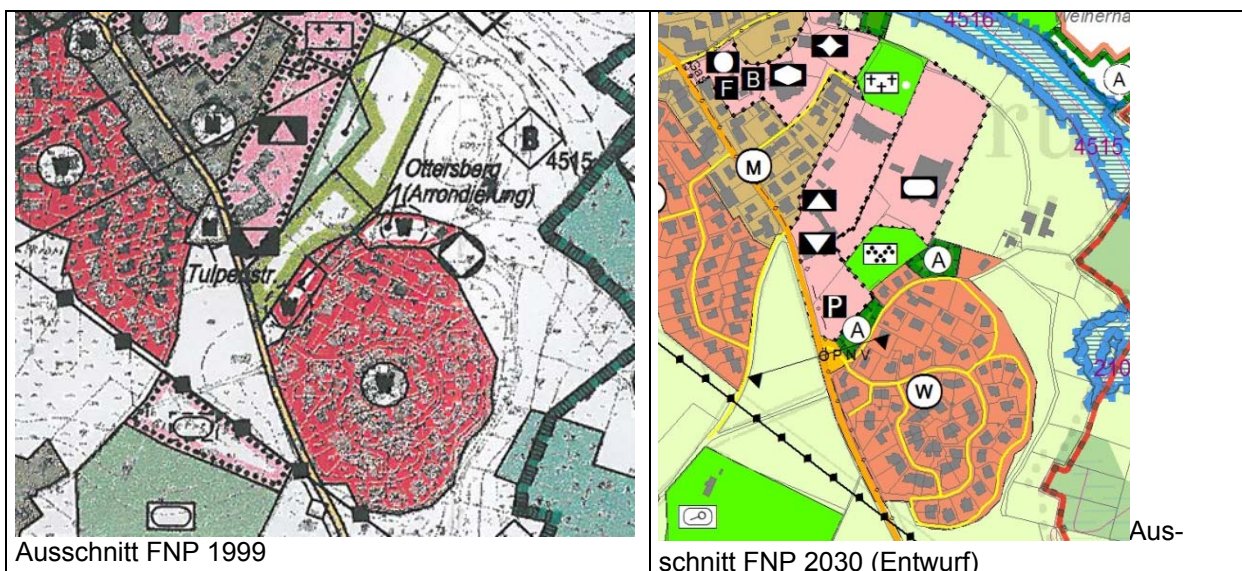 B
4515
Ottersberg
(Arrondierung)
Tulpenstr.
W
Ausschnitt FNP 1999
4516
F
B
A
M
4515
A
P
A
ÖPNV
W
210
Aus-
schnitt FNP 2030 (Entwurf)